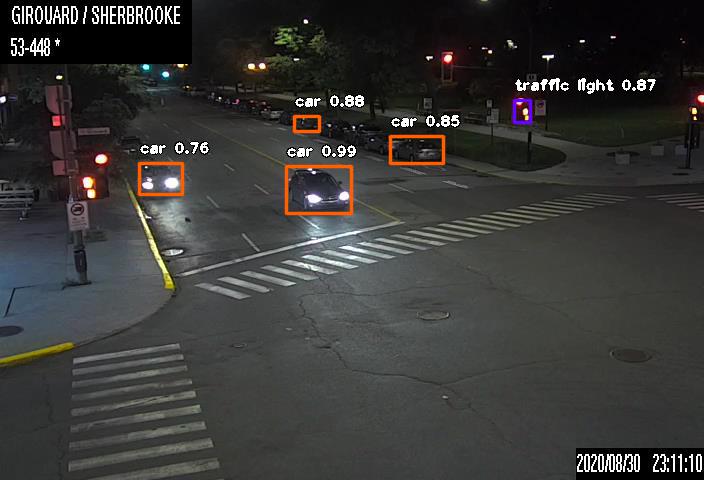 GIROUARD / SHERBROOKE
53-448 *
car 0.88
traffic light 0.87
car 0.85
car 0.76
car 0.99
2020/08/30 23:11:10